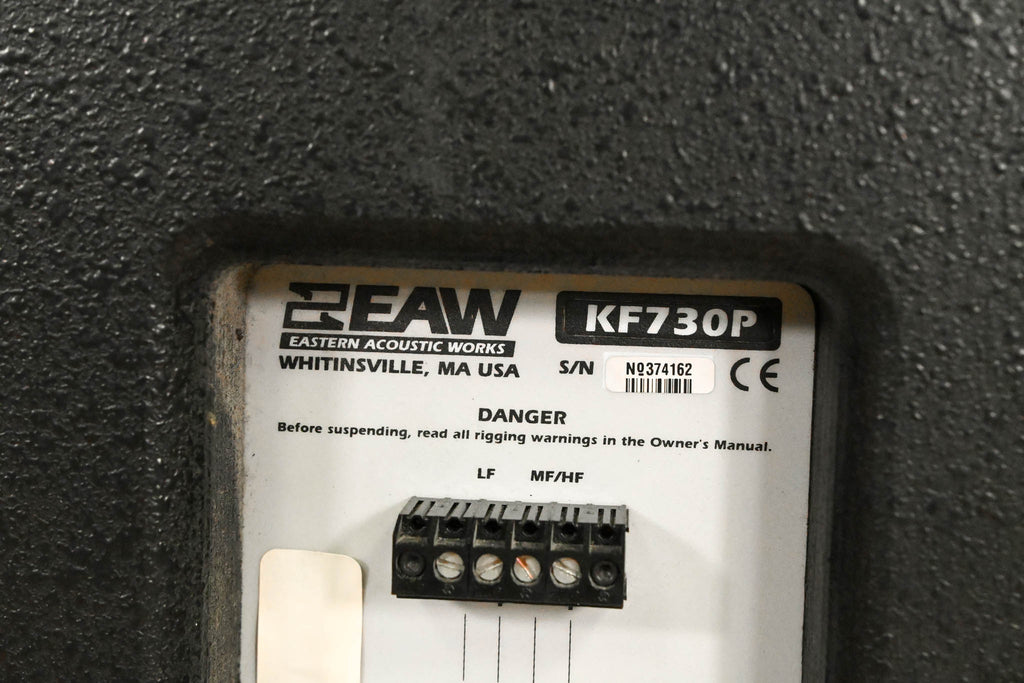 EAW
EASTERN ACOUSTIC WORKS
WHITINSVILLE, MA USA
KF730P
S/N Nº374162 CE
DANGER
Before suspending, read all rigging warnings in the Owner's Manual.
LF MF/HF